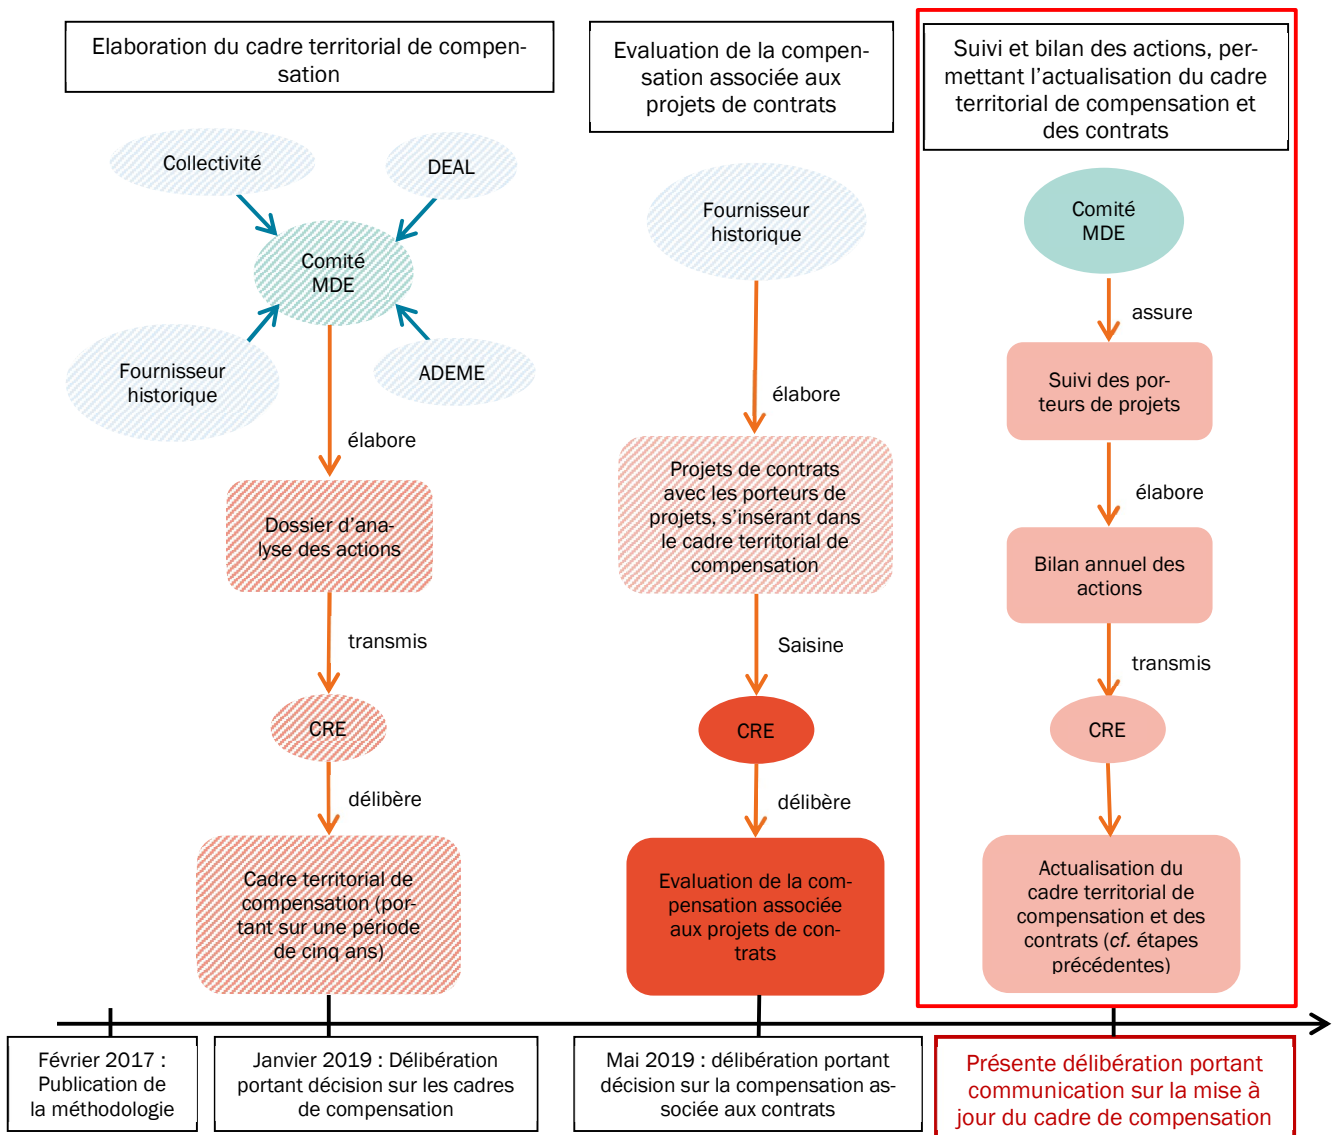 Elaboration du cadre territorial de compen-
sation
Collectivité
DEAL
Comité
MDE
Fournisseur
historique
ADEME
élabore
Dossier d'ana-
lyse des actions
transmis
CRE
délibère
Cadre territorial de
compensation (por-
tant sur une période
de cinq ans)
Evaluation de la compen-
sation associée aux
projets de contrats
Fournisseur
historique
élabore
Projets de contrats
avec les porteurs de
projets, s'insérant dans
le cadre territorial de
compensation
Saisine
CRE
délibère
Evaluation de la com-
pensation associée
aux projets de con-
trats
Suivi et bilan des actions, per-
mettant l'actualisation du cadre
territorial de compensation et
des contrats
Comité
MDE
assure
Suivi des por-
teurs de projets
élabore
Bilan annuel des
actions
transmis
CRE
Actualisation du
cadre territorial de
compensation et des
contrats (cf. étapes
précédentes)
Février 2017 :
Publication de
la méthodologie
Janvier 2019 : Délibération
portant décision sur les cadres
de compensation
Mai 2019 : délibération portant
décision sur la compensation as-
sociée aux contrats
Présente délibération portant
communication sur la mise à
jour du cadre de compensation